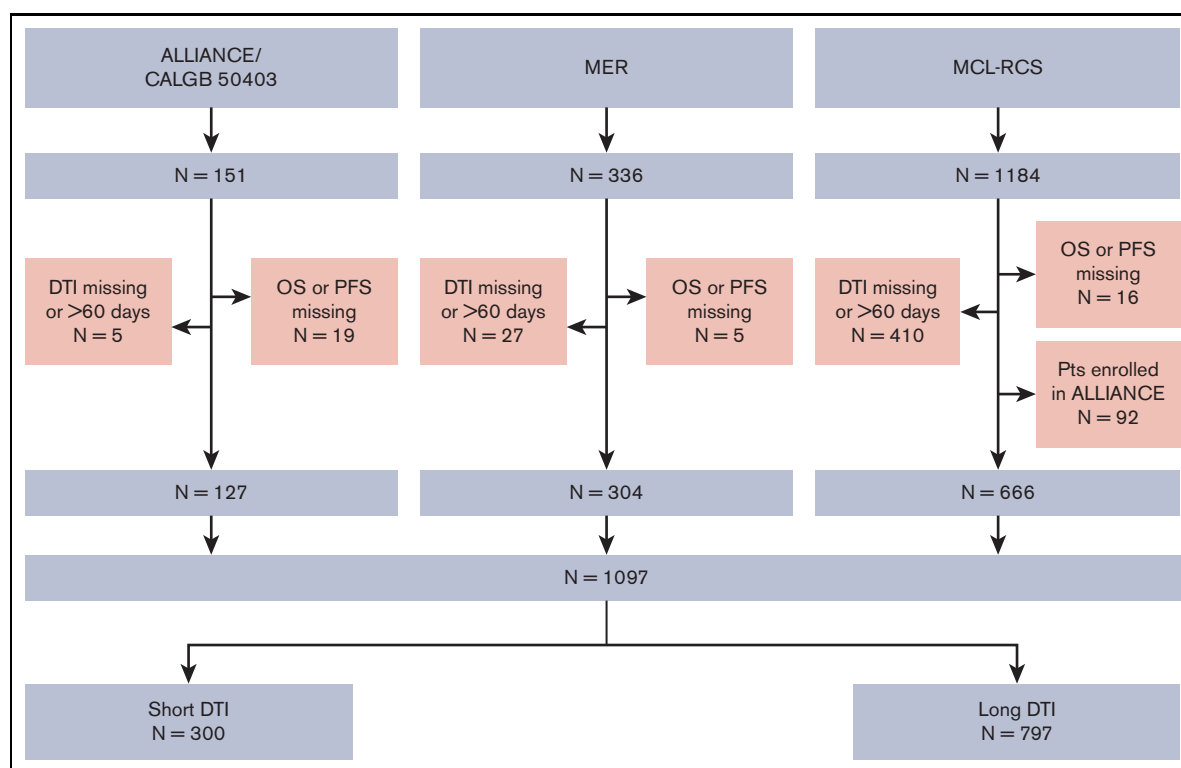 ALLIANCE/
CALGB 50403
MER
MCL-RCS
N = 151
N = 336
N = 1184
DTI missing
or >60 days
N = 5
OS or PFS
missing
N = 19
DTI missing
or >60 days
N = 27
OS or PFS
missing
N = 5
DTI missing
or >60 days
N = 410
OS or PFS
missing
N = 16
Pts enrolled
in ALLIANCE
N = 92
N = 127
N = 304
N = 666
N = 1097
Short DTI
N = 300
Long DTI
N = 797